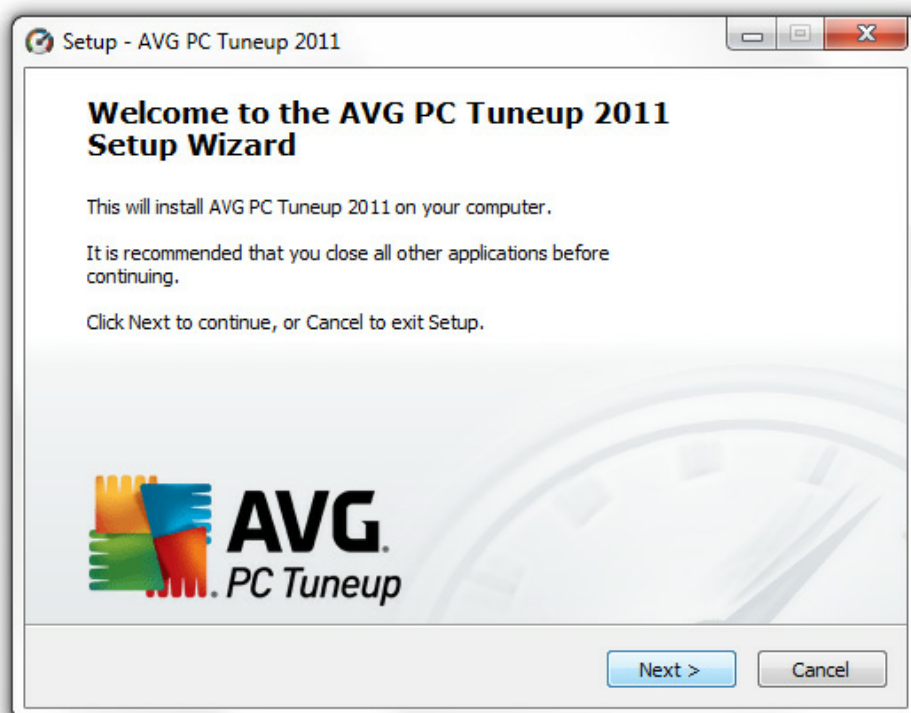 Setup - AVG PC Tuneup 2011
Welcome to the AVG PC Tuneup 2011
Setup Wizard
This will install AVG PC Tuneup 2011 on your computer.
It is recommended that you close all other applications before
continuing.
Click Next to continue, or Cancel to exit Setup.
AVG.
PC Tuneup
Next >
Cancel